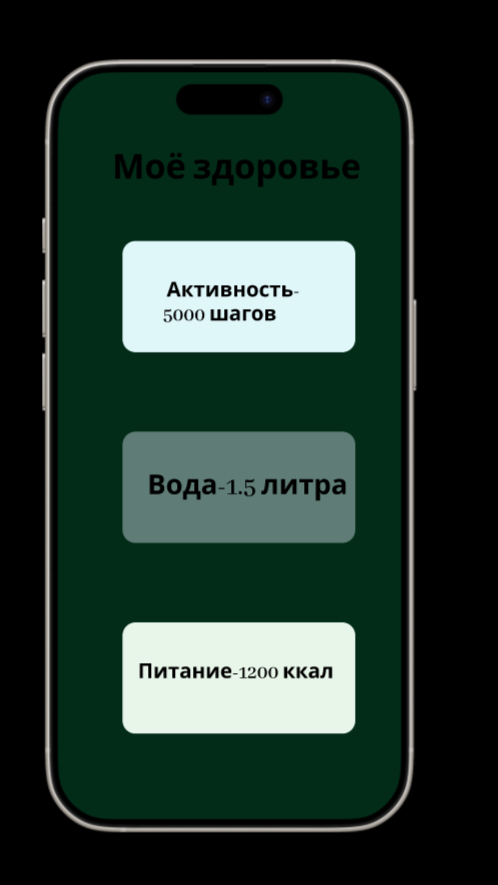 Моё здоровье
Активность-
5000 шагов
Вода-1.5 литра
Питание-1200 ккал